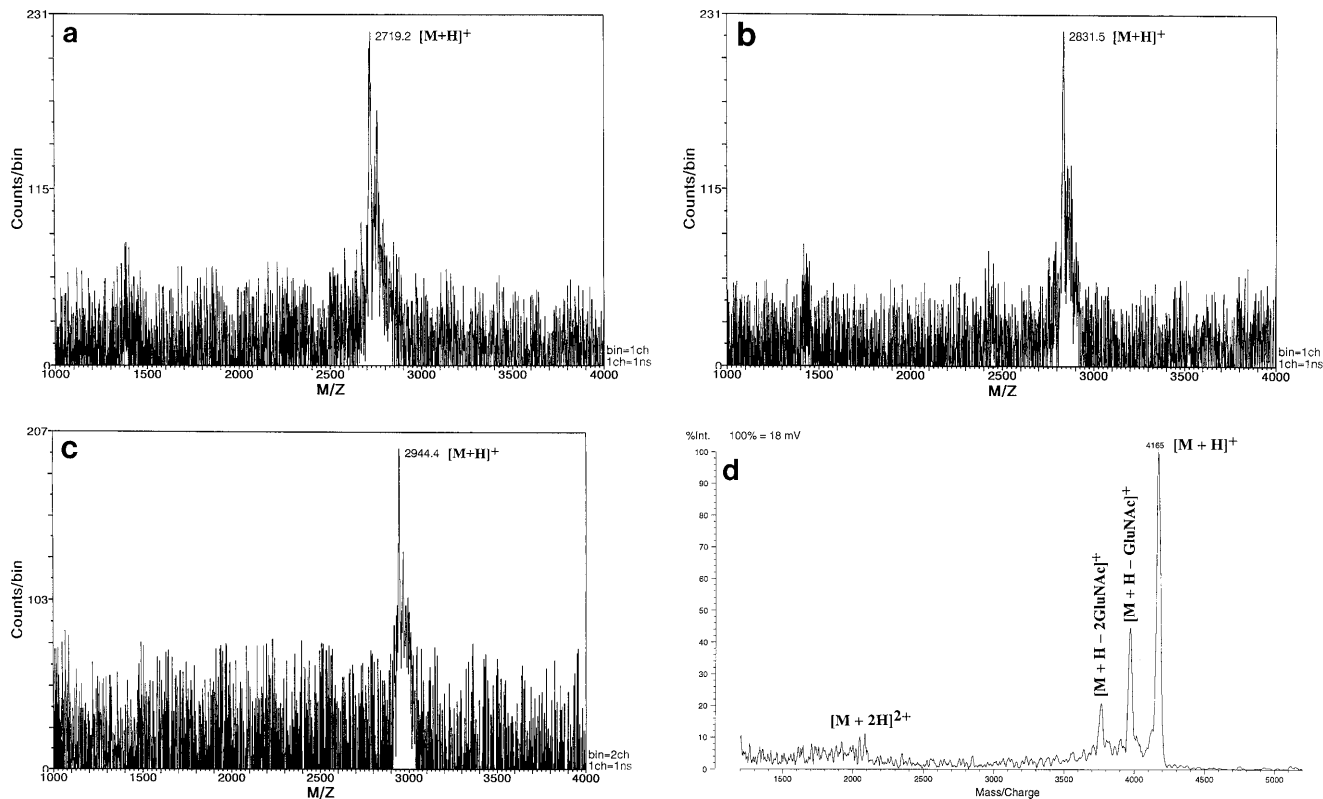 231
a
2719.2 [M+H]+
Counts/bin
115
0
1000 1500 2000 2500 3000 3500 4000
bin=1ch
1ch=1ns
M/Z
231
b
2831.5 [M+H]+
Counts/bin
115
0
1000 1500 2000 2500 3000 3500 4000
bin=1ch
1ch=1ns
M/Z
207
c
2944.4 [M+H]+
Counts/bin
103
0
1000 1500 2000 2500 3000 3500 4000
bin=2ch
1ch=1ns
M/Z
%Int. 100% = 18 mV
d
4165 [M + H]+
[M + H – GluNAc]+
[M + H – 2GluNAc]+
[M + 2H]2+
100
90
80
70
60
50
40
30
20
10
0
1500 2000 2500 3000 3500 4000 4500 5000
Mass/Charge